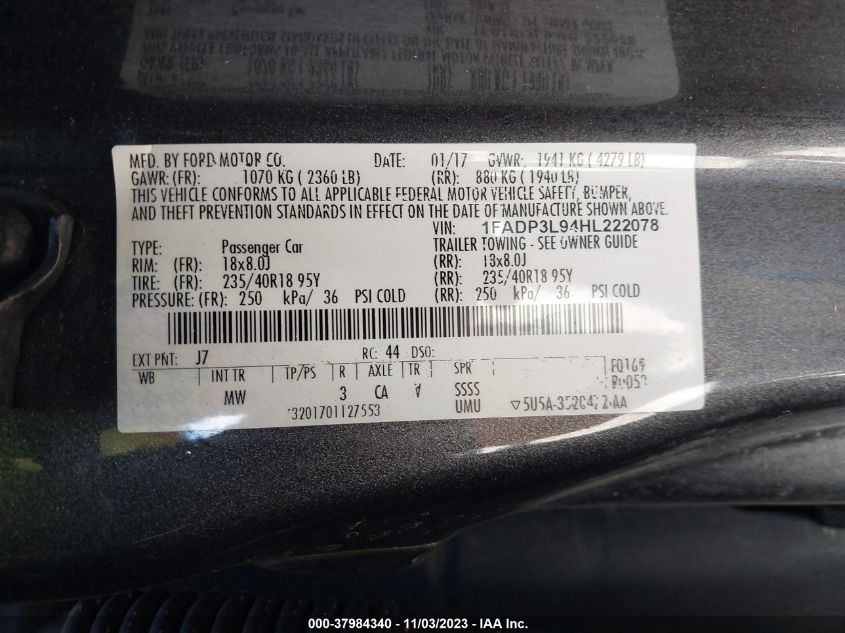 MFD. BY FORD MOTOR CO. DATE: 01/17 GVWR: 1941 KG ( 4279 LB)
GAWR: (FR): 1070 KG ( 2360 LB) (RR): 880 KG ( 1940 LB)
THIS VEHICLE CONFORMS TO ALL APPLICABLE FEDERAL MOTOR VEHICLE SAFETY, BUMPER,
AND THEFT PREVENTION STANDARDS IN EFFECT ON THE DATE OF MANUFACTURE SHOWN ABOVE.
VIN: 1FADP3L94HL222078
TYPE: Passenger Car TRAILER TOWING - SEE OWNER GUIDE
RIM: (FR): 18x8.0J (RR): 18x8.0J
TIRE: (FR): 235/40R18 95Y (RR): 235/40R18 95Y
PRESSURE: (FR): 250 kPa/ 36 PSI COLD (RR): 250 kPa/ 36 PSI COLD
EXT PNT: J7 RC: 44 DSO:
WB INT TR TP/PS R AXLE TR SPR F0169
MW 3 CA SSSS
3201701127553 UMU
000-37984340 - 11/03/2023 - IAA Inc.